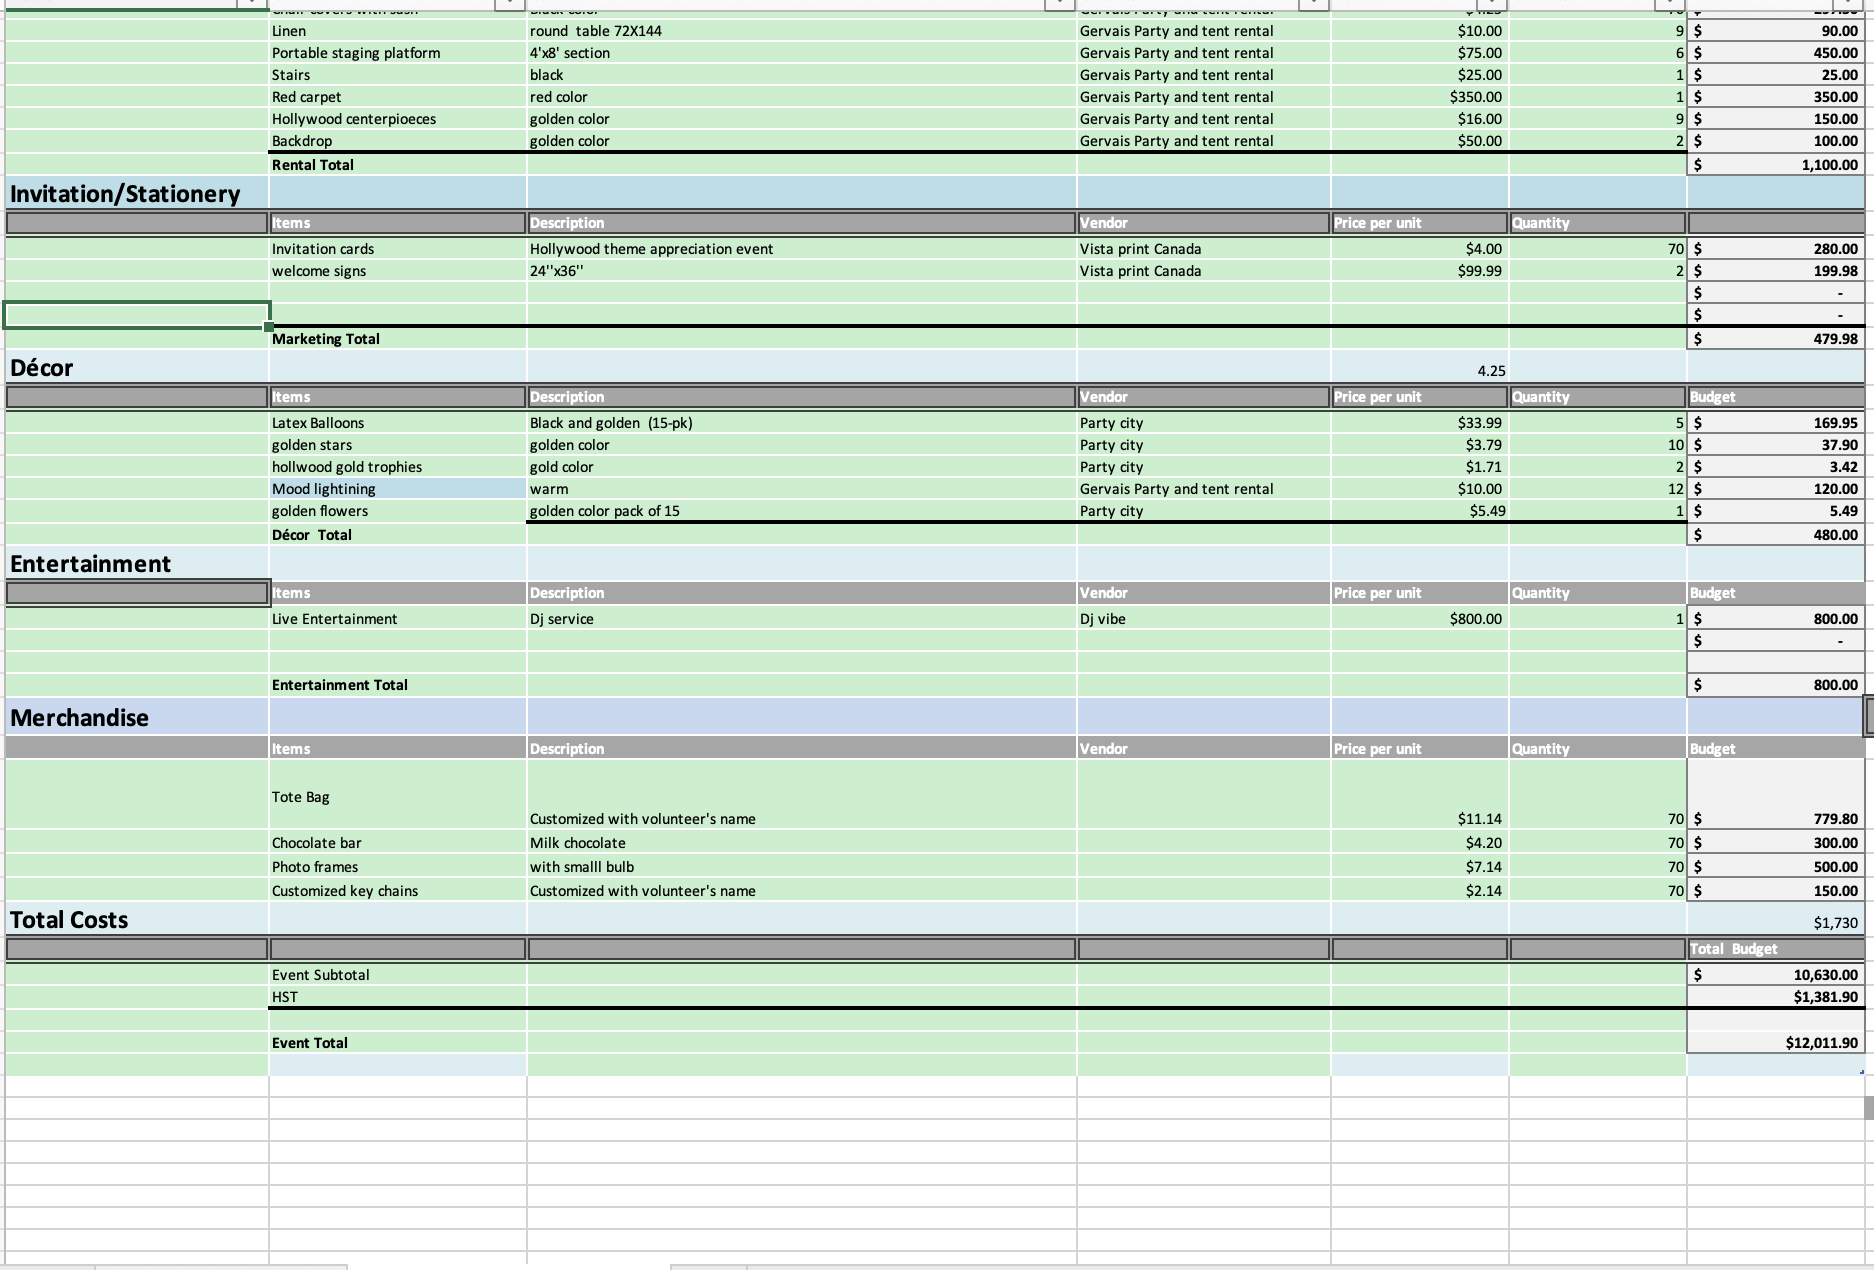 Linen round table 72X144 Gervais Party and tent rental $10.00 9 $ 90.00
Portable staging platform 4'x8' section Gervais Party and tent rental $75.00 6 $ 450.00
Stairs black Gervais Party and tent rental $25.00 1 $ 25.00
Red carpet red color Gervais Party and tent rental $350.00 1 $ 350.00
Hollywood centerpioeces golden color Gervais Party and tent rental $16.00 9 $ 150.00
Backdrop golden color Gervais Party and tent rental $50.00 2 $ 100.00
Rental Total $ 1,100.00
Invitation/Stationery
Items Description Vendor Price per unit Quantity
Invitation cards Hollywood theme appreciation event Vista print Canada $4.00 70 $ 280.00
welcome signs 24''x36'' Vista print Canada $99.99 2 $ 199.98
$ -
$ -
Marketing Total $ 479.98
Décor 4.25
Items Description Vendor Price per unit Quantity Budget
Latex Balloons Black and golden (15-pk) Party city $33.99 5 $ 169.95
golden stars golden color Party city $3.79 10 $ 37.90
hollwood gold trophies gold color Party city $1.71 2 $ 3.42
Mood lightining warm Gervais Party and tent rental $10.00 12 $ 120.00
golden flowers golden color pack of 15 Party city $5.49 1 $ 5.49
Décor Total $ 480.00
Entertainment
Items Description Vendor Price per unit Quantity Budget
Live Entertainment Dj service Dj vibe $800.00 1 $ 800.00
$ -
Entertainment Total $ 800.00
Merchandise
Items Description Vendor Price per unit Quantity Budget
Tote Bag
Customized with volunteer's name $11.14 70 $ 779.80
Chocolate bar Milk chocolate $4.20 70 $ 300.00
Photo frames with smalll bulb $7.14 70 $ 500.00
Customized key chains Customized with volunteer's name $2.14 70 $ 150.00
Total Costs $1,730
Total Budget
Event Subtotal $ 10,630.00
HST $1,381.90
Event Total $12,011.90